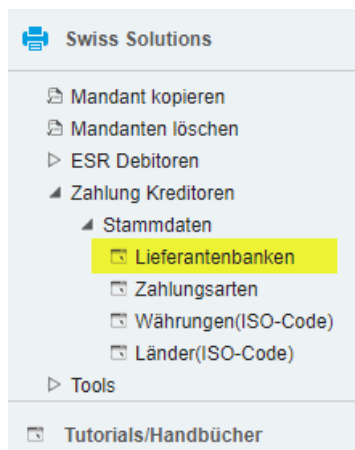 Swiss Solutions
Mandant kopieren
Mandanten löschen
ESR Debitoren
Zahlung Kreditoren
Stammdaten
Lieferantenbanken
Zahlungsarten
Währungen(ISO-Code)
Länder(ISO-Code)
Tools
Tutorials/Handbücher